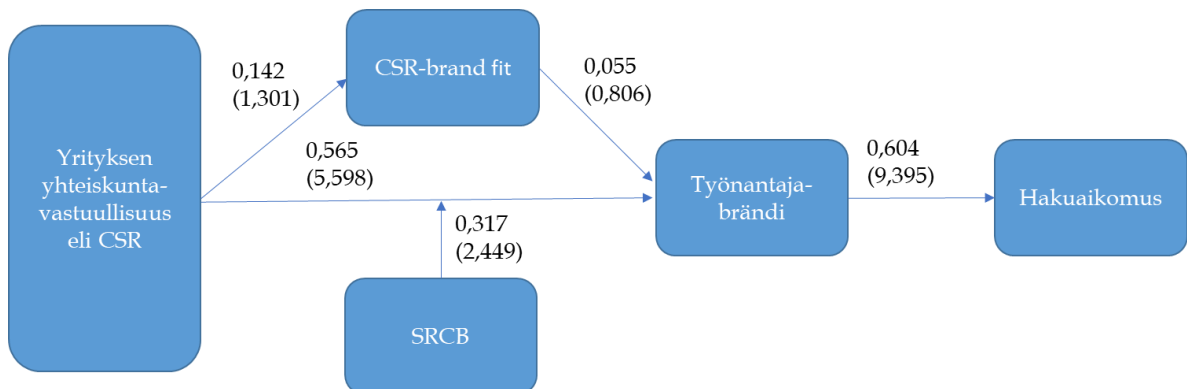 Yrityksen
yhteiskunta-
vastuullisuus
eli CSR
0,142
(1,301)
CSR-brand fit
0,055
(0,806)
0,565
(5,598)
0,317
(2,449)
SRCB
Työnantaja-
brändi
0,604
(9,395)
Hakuaikomus